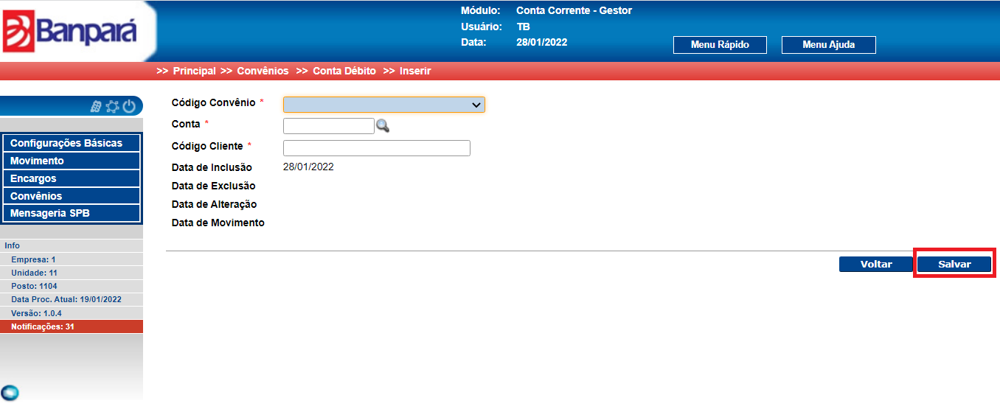 Banpará
Módulo: Conta Corrente - Gestor
Usuário: TB
Data: 28/01/2022
Menu Rápido
Menu Ajuda
>> Principal >> Convênios >> Conta Débito >> Inserir
Configurações Básicas
Movimento
Encargos
Convênios
Mensageria SPB
Info
Empresa: 1
Unidade: 11
Posto: 1104
Data Proc. Atual: 19/01/2022
Versão: 1.0.4
Notificações: 31
Código Convênio *
Conta *
Código Cliente *
Data de Inclusão 28/01/2022
Data de Exclusão
Data de Alteração
Data de Movimento
Voltar
Salvar